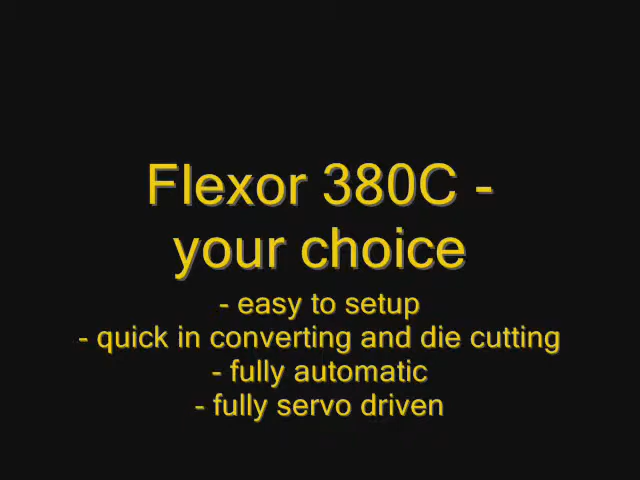 Flexor 380C -
your choice
- easy to setup
- quick in converting and die cutting
- fully automatic
- fully servo driven